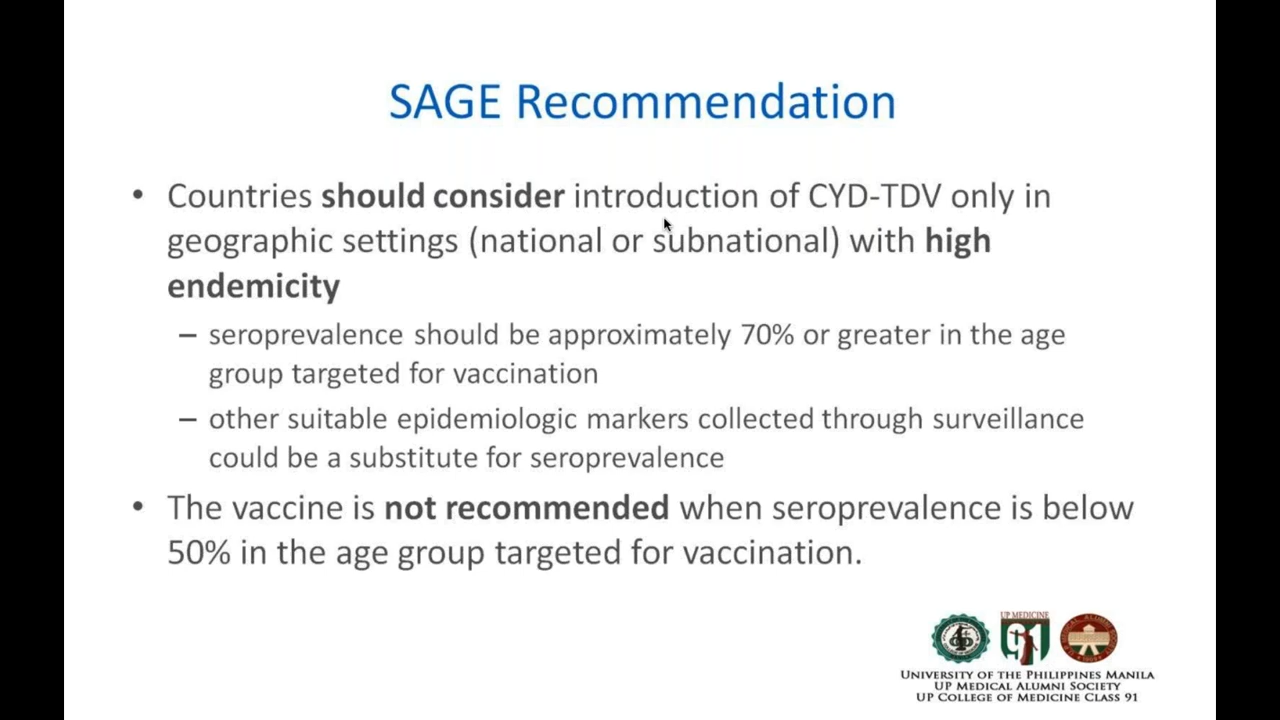 SAGE Recommendation
• Countries should consider introduction of CYD-TDV only in
geographic settings (national or subnational) with high
endemicity
– seroprevalence should be approximately 70% or greater in the age
group targeted for vaccination
– other suitable epidemiologic markers collected through surveillance
could be a substitute for seroprevalence
• The vaccine is not recommended when seroprevalence is below
50% in the age group targeted for vaccination.
UP MEDICINE
91
UNIVERSITY OF THE PHILIPPINES MANILA
UP MEDICAL ALUMNI SOCIETY
UP COLLEGE OF MEDICINE CLASS 91